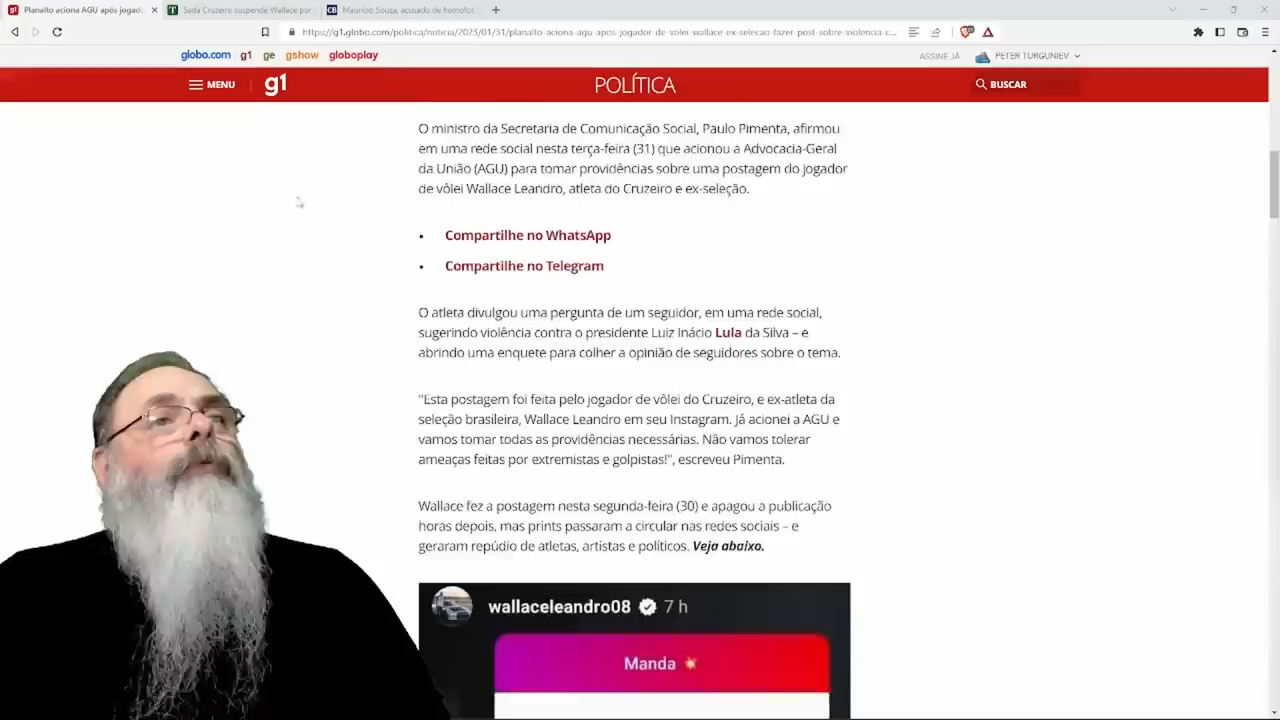 Planalto aciona AGU após jogado
Sada Cruzeiro suspende Wallace por
Maurício Souza, acusado de homofo
https://g1.globo.com/politica/noticia/2023/01/31/planalto-aciona-agu-apos-jogador-de-volei-wallace-ex-selecao-fazer-post-sobre-violencia-c...
globo.com g1 ge gshow globoplay
ASSINE JÁ
PETER TURGUNIEV
MENU
g1
POLÍTICA
BUSCAR
O ministro da Secretaria de Comunicação Social, Paulo Pimenta, afirmou
em uma rede social nesta terça-feira (31) que acionou a Advocacia-Geral
da União (AGU) para tomar providências sobre uma postagem do jogador
de vôlei Wallace Leandro, atleta do Cruzeiro e ex-seleção.
• Compartilhe no WhatsApp
• Compartilhe no Telegram
O atleta divulgou uma pergunta de um seguidor, em uma rede social,
sugerindo violência contra o presidente Luiz Inácio Lula da Silva – e
abrindo uma enquete para colher a opinião de seguidores sobre o tema.
"Esta postagem foi feita pelo jogador de vôlei do Cruzeiro, e ex-atleta da
seleção brasileira, Wallace Leandro em seu Instagram. Já acionei a AGU e
vamos tomar todas as providências necessárias. Não vamos tolerar
ameaças feitas por extremistas e golpistas!", escreveu Pimenta.
Wallace fez a postagem nesta segunda-feira (30) e apagou a publicação
horas depois, mas prints passaram a circular nas redes sociais – e
geraram repúdio de atletas, artistas e políticos. Veja abaixo.
wallaceleandro08 7 h
Manda 💥